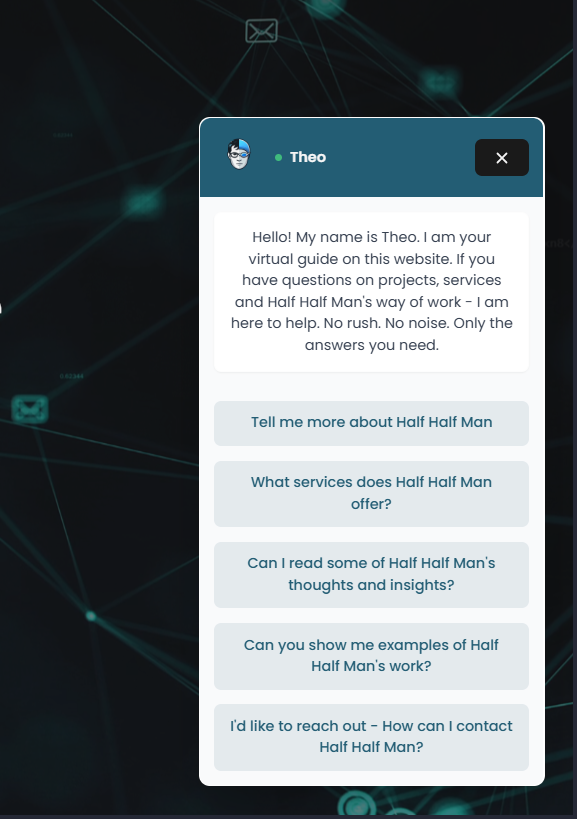 Theo
Hello! My name is Theo. I am your
virtual guide on this website. If you
have questions on projects, services
and Half Half Man's way of work - I am
here to help. No rush. No noise. Only the
answers you need.
Tell me more about Half Half Man
What services does Half Half Man
offer?
Can I read some of Half Half Man's
thoughts and insights?
Can you show me examples of Half
Half Man's work?
I'd like to reach out - How can I contact
Half Half Man?